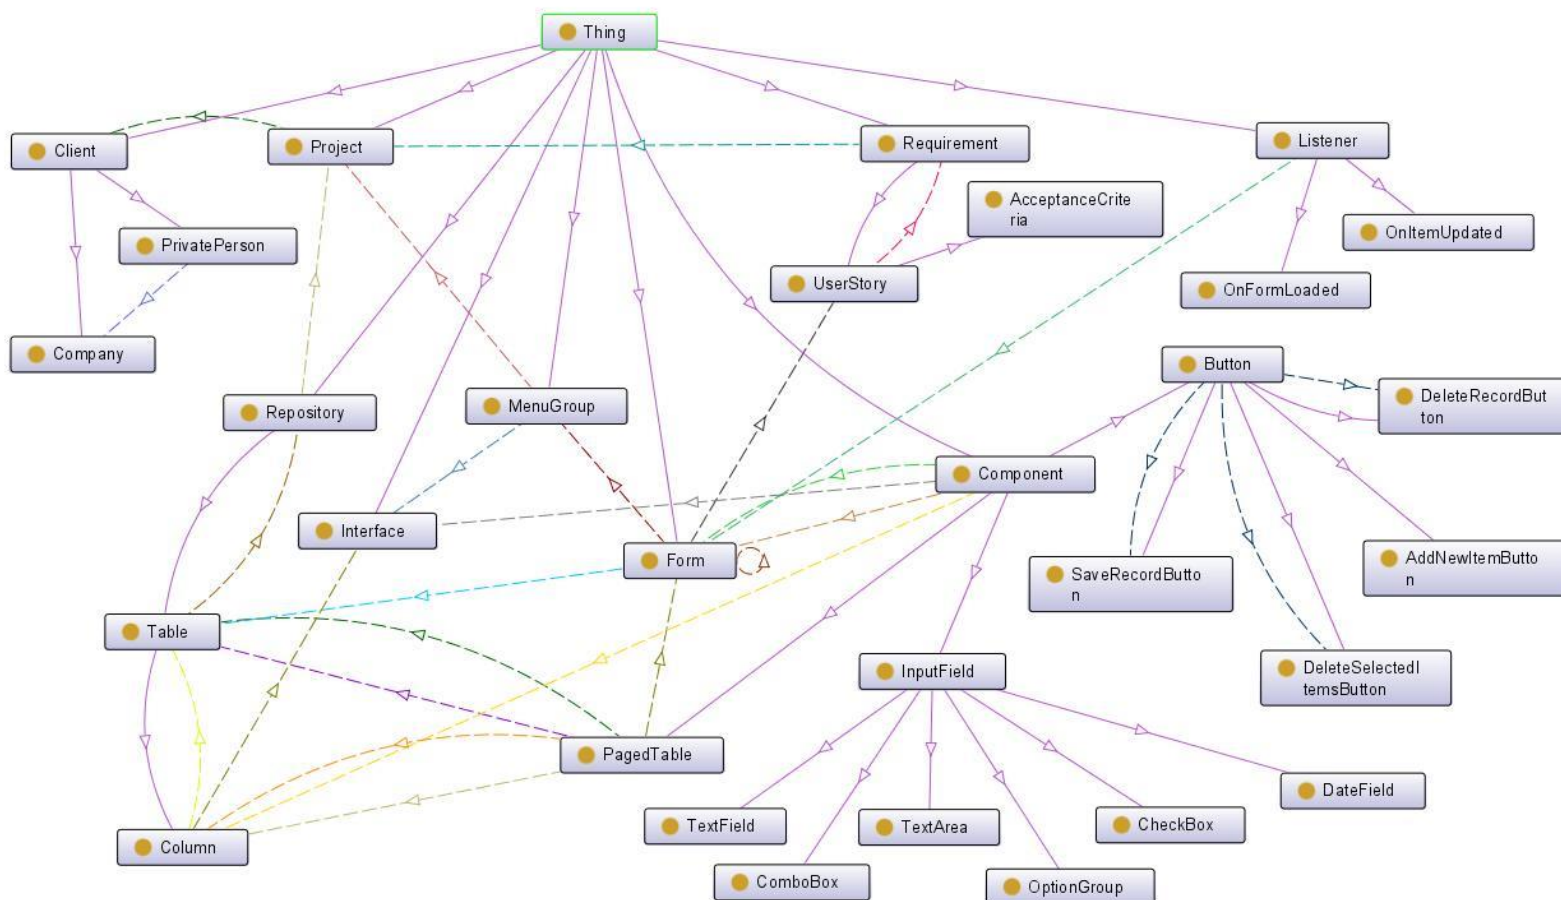 Thing
Client
Project
Requirement
Listener
AcceptanceCrite
ria
PrivatePerson
OnItemUpdated
UserStory
OnFormLoaded
Company
Button
Repository
MenuGroup
DeleteRecordBut
ton
Component
Interface
Form
SaveRecordButto
n
AddNewItemButto
n
Table
InputField
DeleteSelectedI
temsButton
PagedTable
DateField
TextField
TextArea
CheckBox
Column
ComboBox
OptionGroup